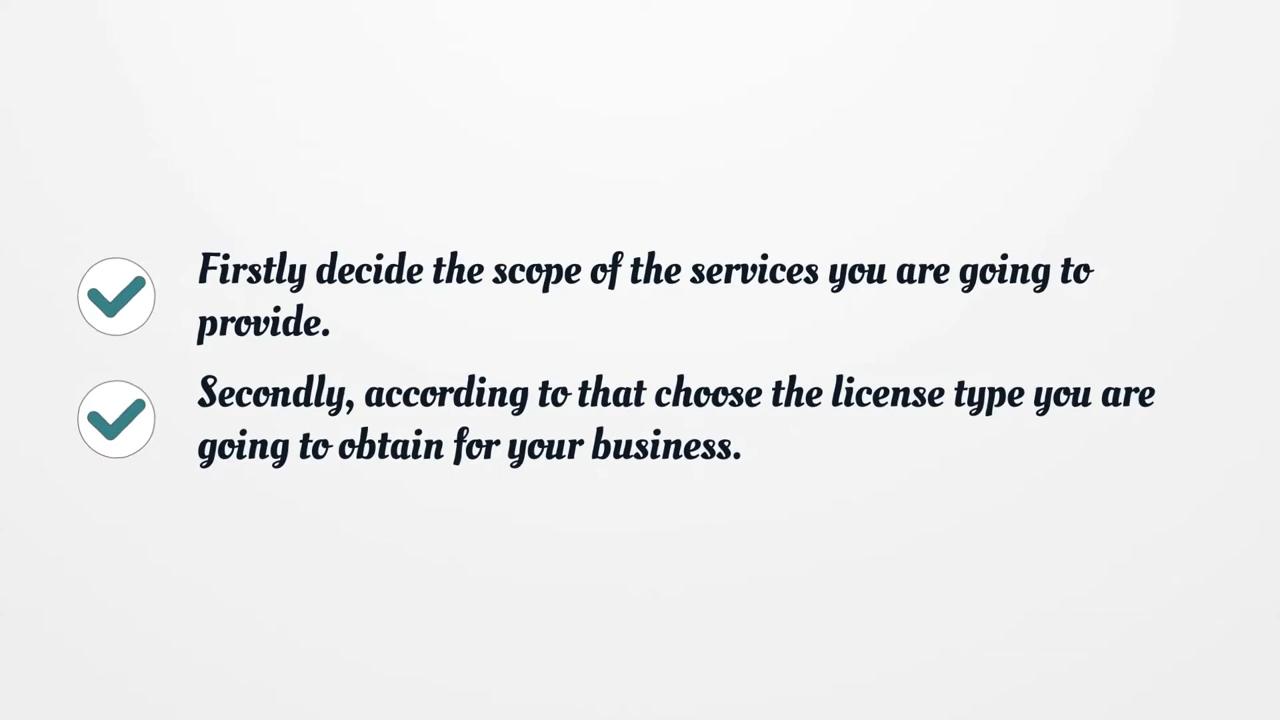 Firstly decide the scope of the services you are going to
provide.
Secondly, according to that choose the license type you are
going to obtain for your business.